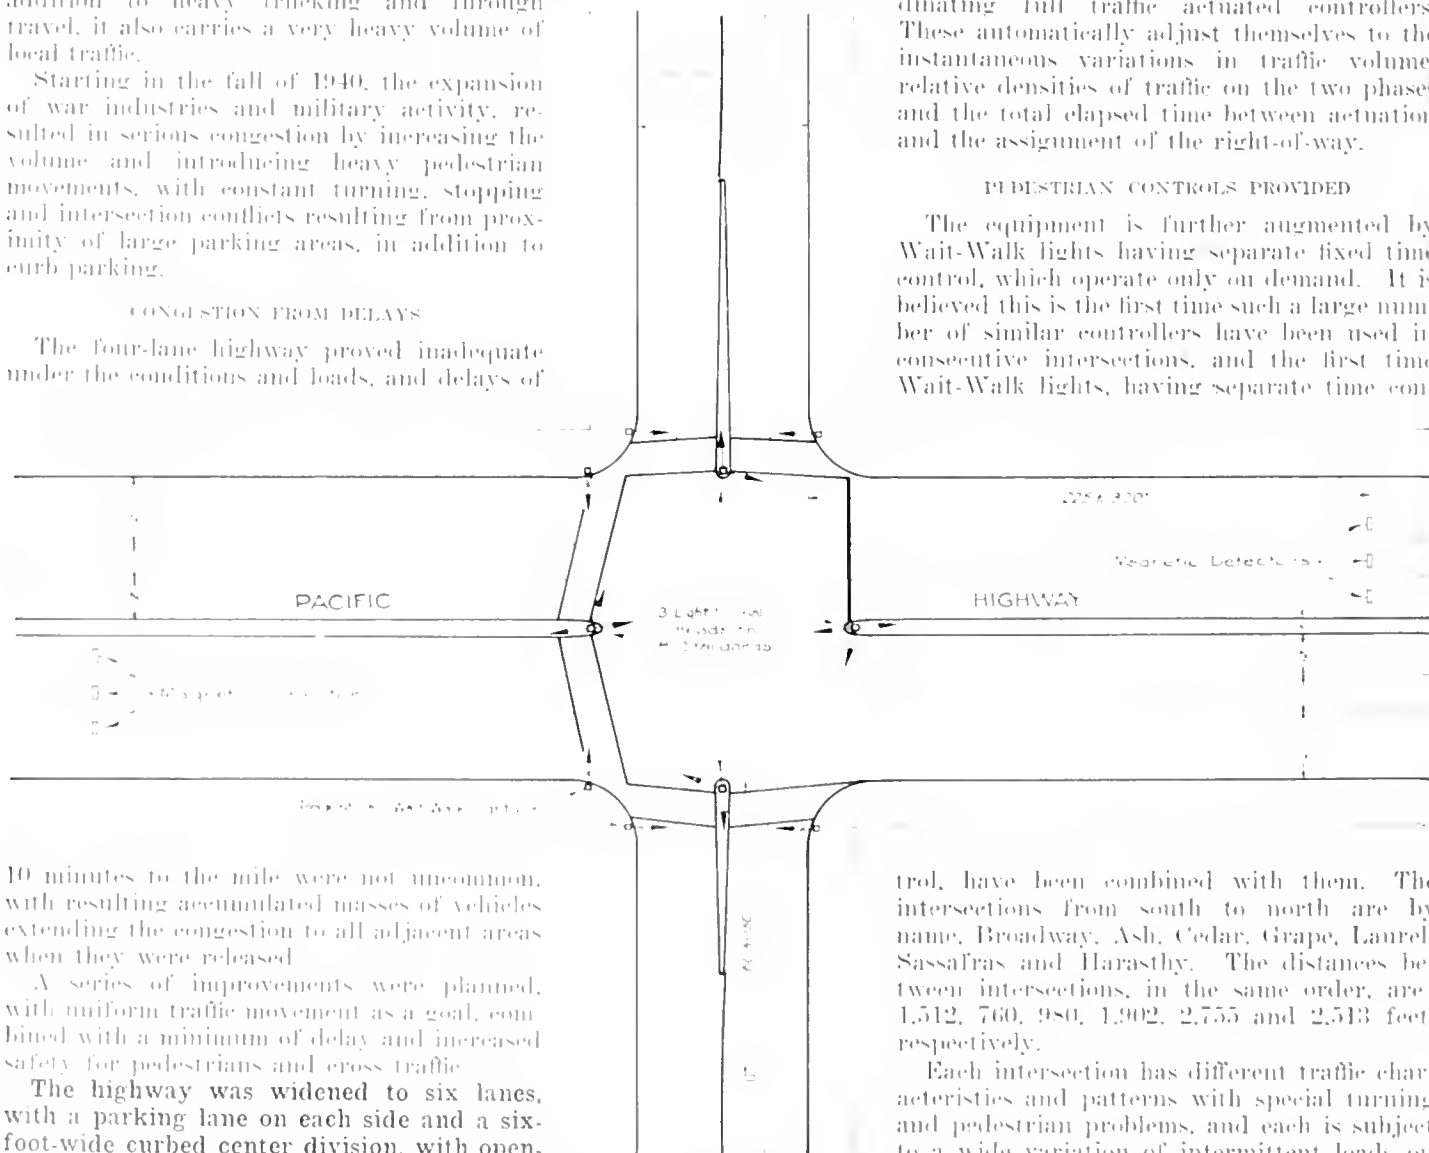 addition to heavy trucking and through
travel, it also carries a very heavy volume of
local traffic.
Starting in the fall of 1940, the expansion
of war industries and military activity, re-
sulted in serious congestion by increasing the
volume and introducing heavy pedestrian
movements, with constant turning, stopping
and intersection conflicts resulting from prox-
imity of large parking areas, in addition to
curb parking.
CONGESTION FROM DELAYS
The four-lane highway proved inadequate
under the conditions and loads, and delays of
10 minutes to the mile were not uncommon,
with resulting accumulated masses of vehicles
extending the congestion to all adjacent areas
when they were released
A series of improvements were planned,
with uniform traffic movement as a goal, com
bined with a minimum of delay and increased
safety for pedestrians and cross traffic
The highway was widened to six lanes,
with a parking lane on each side and a six-
foot-wide curbed center division, with open-
PACIFIC
HIGHWAY
3 Light
Heads on
Standards
225 to 300'
Magnetic Detectors
dinating full traffic actuated controllers
These automatically adjust themselves to the
instantaneous variations in traffic volume
relative densities of traffic on the two phases
and the total elapsed time between actuation
and the assignment of the right-of-way.
PEDESTRIAN CONTROLS PROVIDED
The equipment is further augmented by
Wait-Walk lights having separate fixed time
control, which operate only on demand. It is
believed this is the first time such a large num
ber of similar controllers have been used in
consecutive intersections, and the first time
Wait-Walk lights, having separate time con
trol, have been combined with them. The
intersections from south to north are by
name, Broadway, Ash, Cedar, Grape, Laurel
Sassafras and Harasthy. The distances be
tween intersections, in the same order, are
1,512, 760, 980, 1,902, 2,755 and 2,513 feet
respectively.
Each intersection has different traffic char
acteristics and patterns with special turning
and pedestrian problems, and each is subject
to a wide variation of intermittent loads